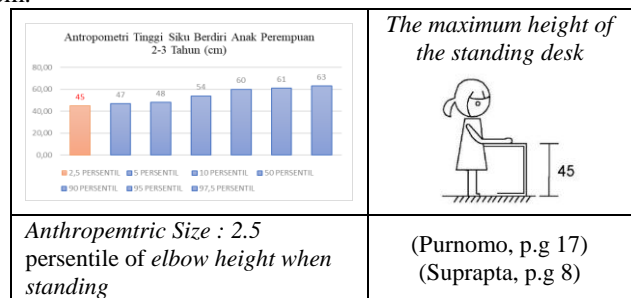 Antropometri Tinggi Siku Berdiri Anak Perempuan
2-3 Tahun (cm)
80,00
60,00
40,00
20,00
0,00
45
47
48
54
60
61
63
2,5 PERSENTIL 5 PERSENTIL 10 PERSENTIL 50 PERSENTIL
90 PERSENTIL 95 PERSENTIL 97,5 PERSENTIL
The maximum height of
the standing desk
45
Anthropemtric Size : 2.5
persentile of elbow height when
standing
(Purnomo, p.g 17)
(Suprapta, p.g 8)